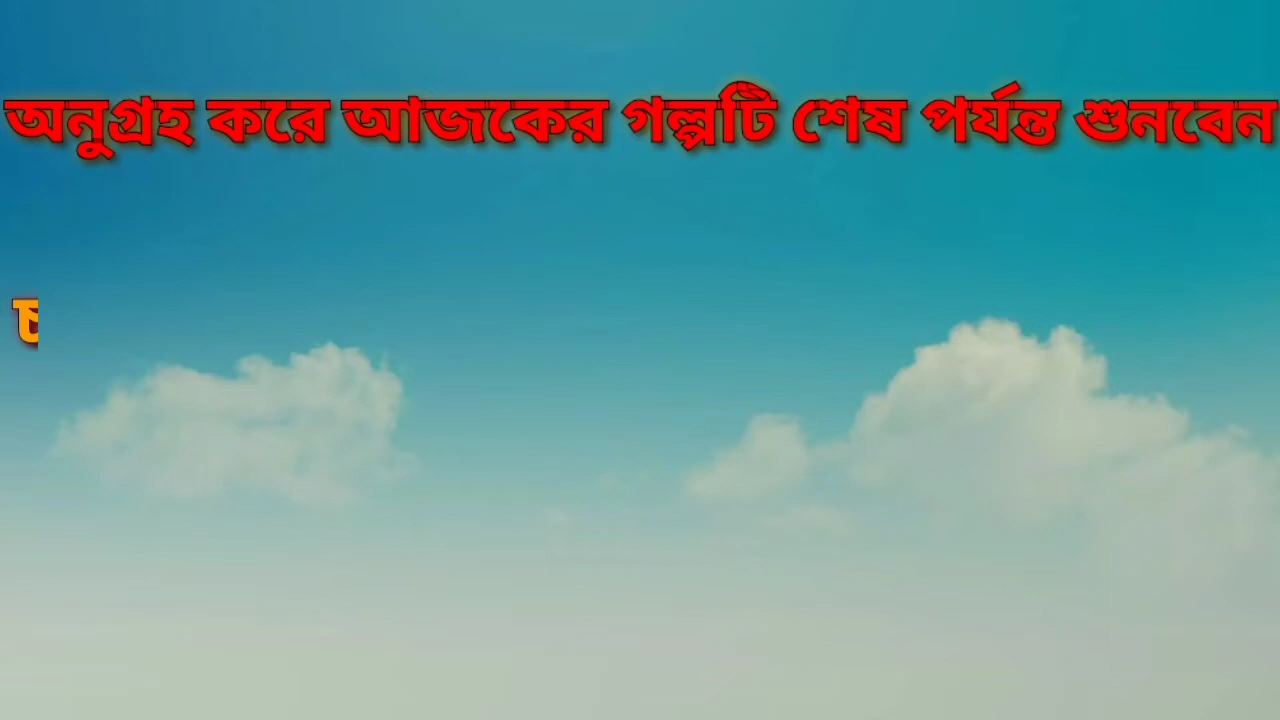 অনুগ্রহ করে আজকের গল্পটি শেষ পর্যন্ত শুনবেন